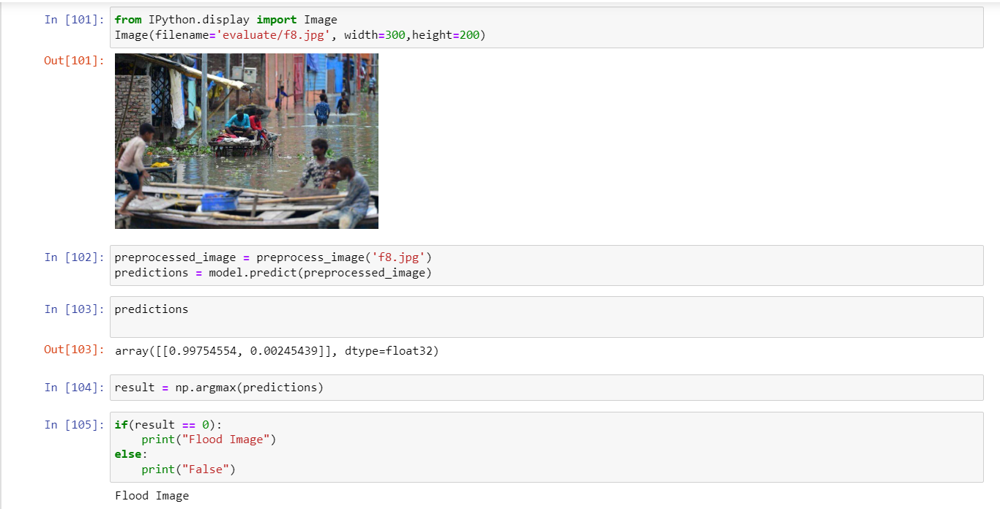 In [101]: from IPython.display import Image
Image(filename='evaluate/f8.jpg', width=300,height=200)
Out[101]:
In [102]: preprocessed_image = preprocess_image('f8.jpg')
predictions = model.predict(preprocessed_image)
In [103]: predictions
Out[103]: array([[0.99754554, 0.00245439]], dtype=float32)
In [104]: result = np.argmax(predictions)
In [105]: if(result == 0):
    print("Flood Image")
else:
    print("False")
Flood Image